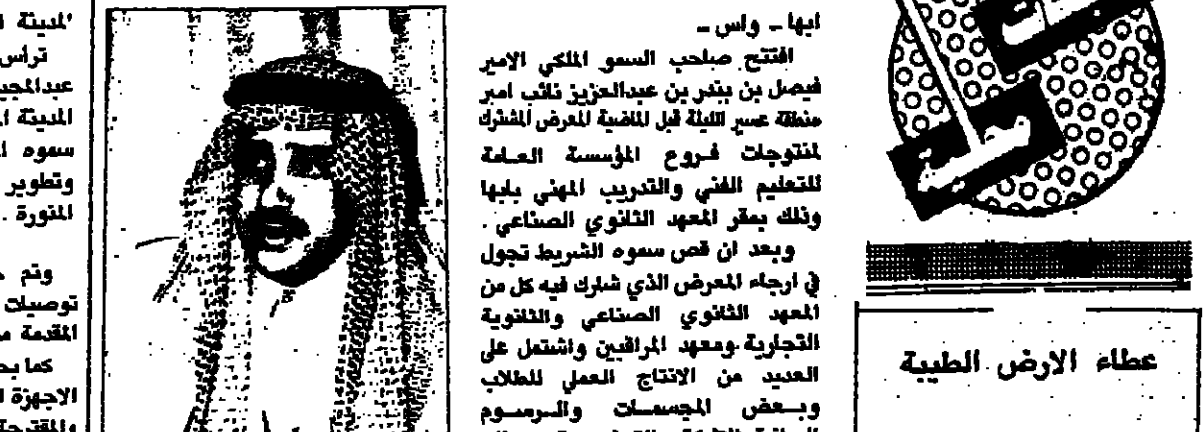 عطاء الارض الطيبة
ابها - واس -
افتتح صاحب السمو الملكي الامير
فيصل بن بندر بن عبدالعزيز نائب امير
منطقة عسير الليلة قبل الماضية المعرض المشترك
لمنتوجات فروع المؤسسة العامة
للتعليم الفني والتدريب المهني بابها
وذلك بمقر المعهد الثانوي الصناعي .
وبعد ان قص سموه الشريط تجول
في ارجاء المعرض الذي شارك فيه كل من
المعهد الثانوي الصناعي والثانوية
التجارية ومعهد المراقبين واشتمل على
العديد من الانتاج العملي للطلاب
وبعض المجسمات والرسوم
المدينة
ترأس
عبدالمجيد
المدينة
سموه
وتطوير
المنورة .
وتم
توصيات
المقدمة
كما
الاجهزة